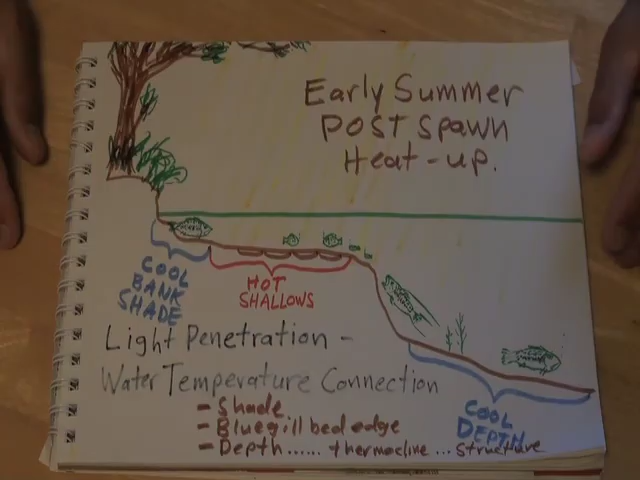 Early Summer
POST SPAWN
Heat-up.
COOL
BANK
SHADE
HOT
SHALLOWS
Light Penetration -
Water Temperature Connection
COOL
DEPTH
- Shade
- Bluegill bed edge
- Depth...... thermocline ... structure